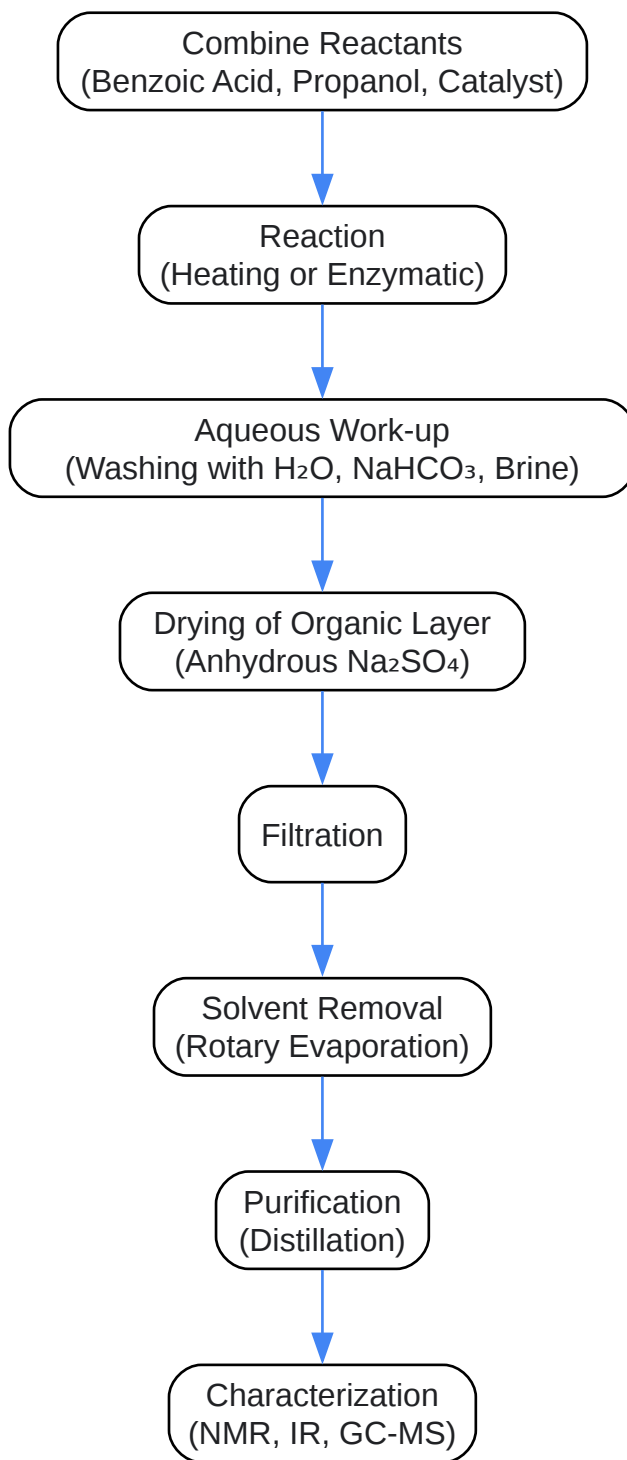 Combine Reactants
(Benzoic Acid, Propanol, Catalyst)
Reaction
(Heating or Enzymatic)
Aqueous Work-up
(Washing with H₂O, NaHCO₃, Brine)
Drying of Organic Layer
(Anhydrous Na₂SO₄)
Filtration
Solvent Removal
(Rotary Evaporation)
Purification
(Distillation)
Characterization
(NMR, IR, GC-MS)